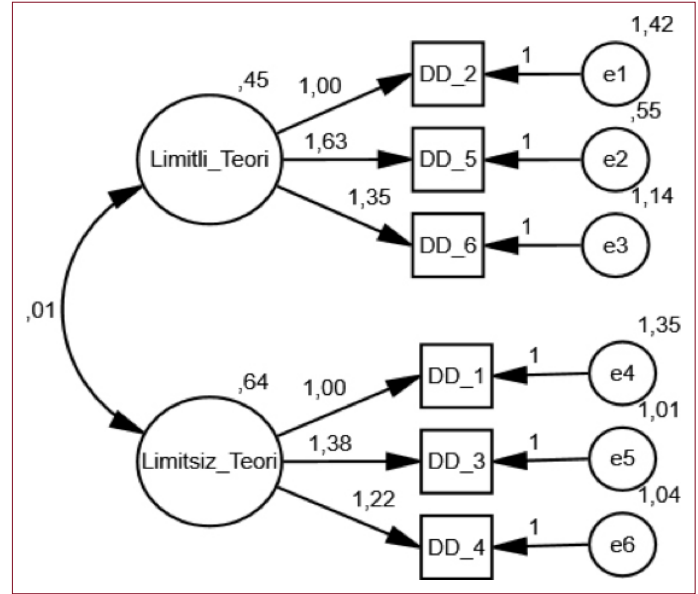 1,42
,45
1,00
DD_2
1
e1
,55
Limitli_Teori
1,63
DD_5
1
e2
1,14
1,35
DD_6
1
e3
,01
1,35
,64
1,00
DD_1
1
e4
1,01
Limitsiz_Teori
1,38
DD_3
1
e5
1,04
1,22
DD_4
1
e6